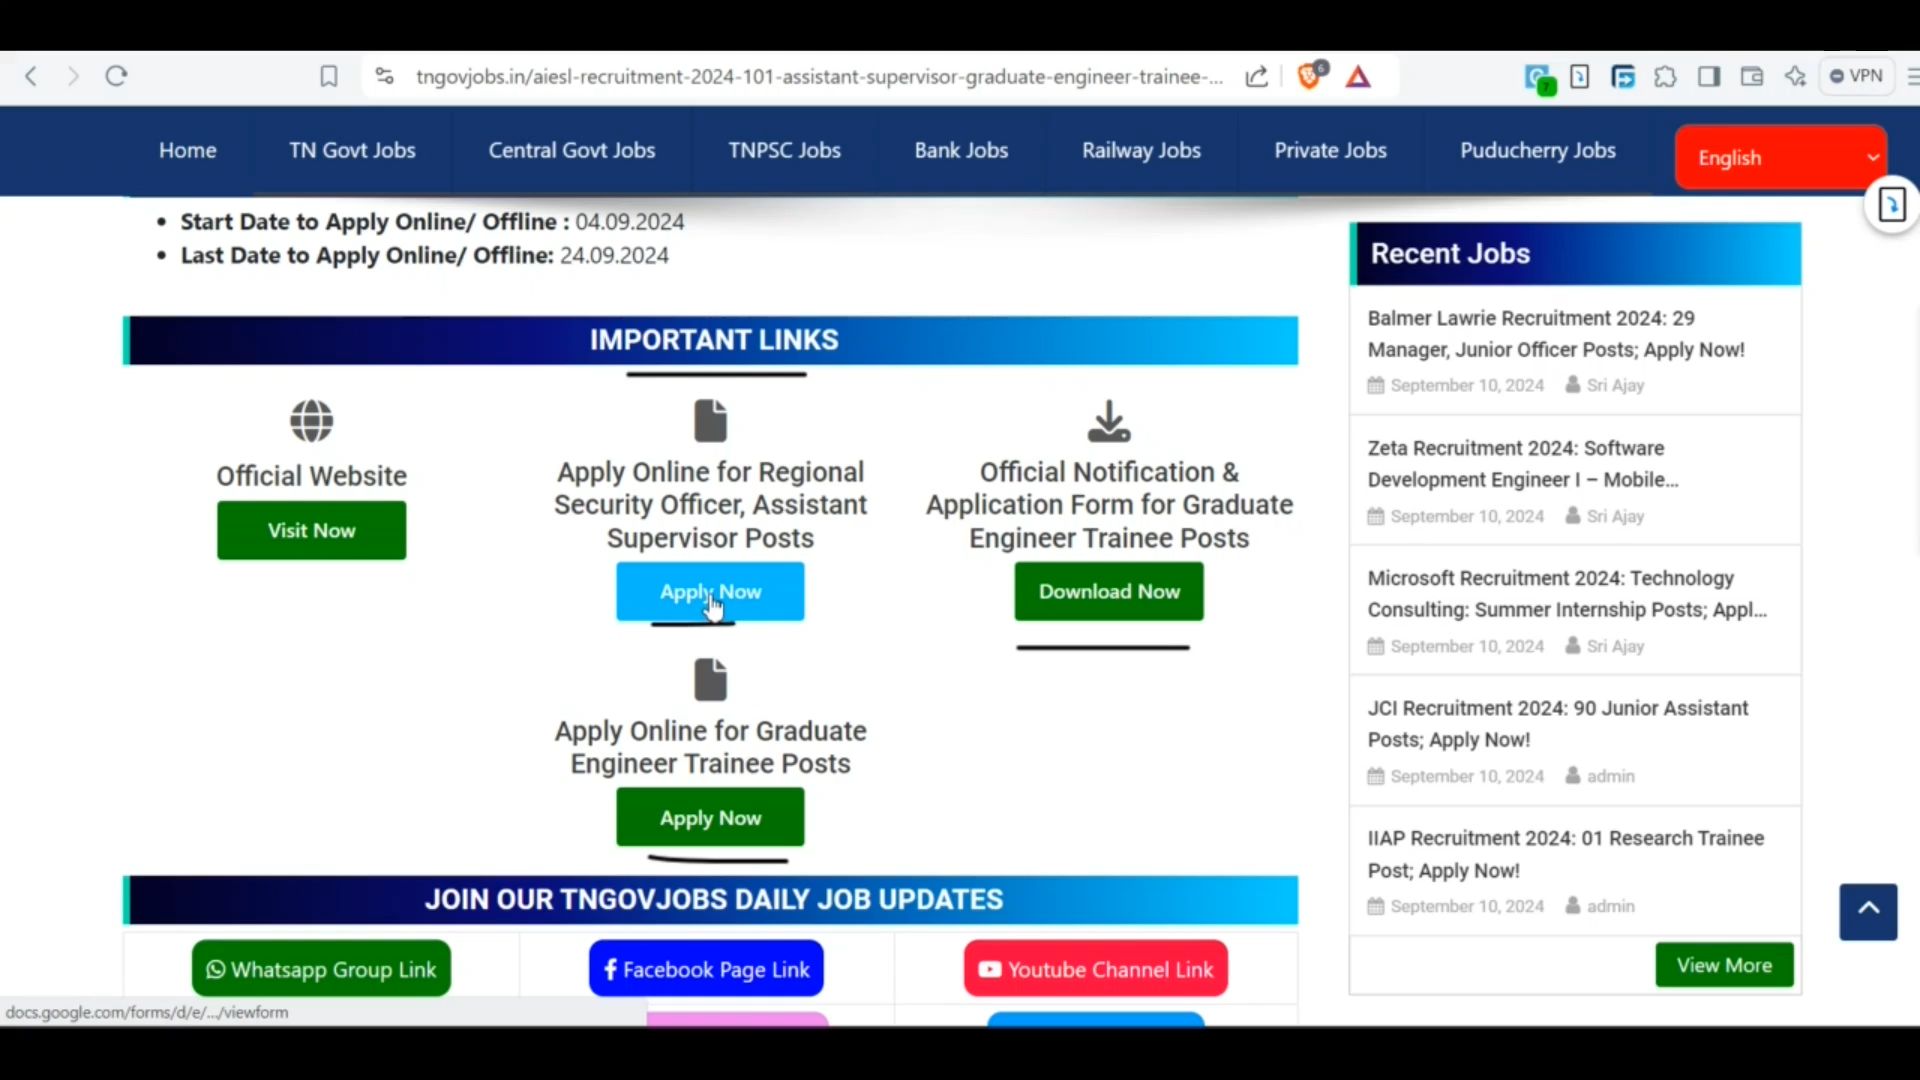 tngovjobs.in/aiesl-recruitment-2024-101-assistant-supervisor-graduate-engineer-trainee-...
6
7
VPN
Home
TN Govt Jobs
Central Govt Jobs
TNPSC Jobs
Bank Jobs
Railway Jobs
Private Jobs
Puducherry Jobs
English
• Start Date to Apply Online/ Offline : 04.09.2024
• Last Date to Apply Online/ Offline: 24.09.2024
IMPORTANT LINKS
Official Website
Visit Now
Apply Online for Regional
Security Officer, Assistant
Supervisor Posts
Apply Now
Official Notification &
Application Form for Graduate
Engineer Trainee Posts
Download Now
Apply Online for Graduate
Engineer Trainee Posts
Apply Now
JOIN OUR TNGOVJOBS DAILY JOB UPDATES
Whatsapp Group Link
Facebook Page Link
Youtube Channel Link
Recent Jobs
Balmer Lawrie Recruitment 2024: 29
Manager, Junior Officer Posts; Apply Now!
September 10, 2024 Sri Ajay
Zeta Recruitment 2024: Software
Development Engineer I – Mobile...
September 10, 2024 Sri Ajay
Microsoft Recruitment 2024: Technology
Consulting: Summer Internship Posts; Appl...
September 10, 2024 Sri Ajay
JCI Recruitment 2024: 90 Junior Assistant
Posts; Apply Now!
September 10, 2024 admin
IIAP Recruitment 2024: 01 Research Trainee
Post; Apply Now!
September 10, 2024 admin
View More
docs.google.com/forms/d/e/.../viewform